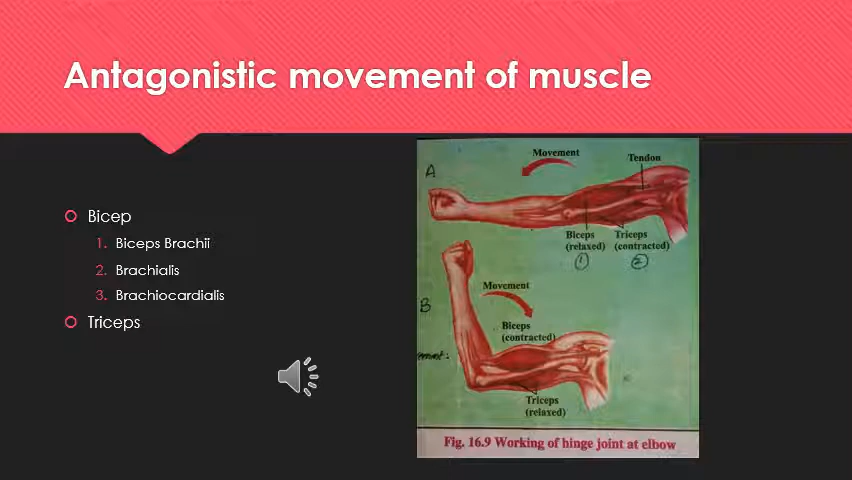 Antagonistic movement of muscle
Bicep
1. Biceps Brachii
2. Brachialis
3. Brachiocardialis
Triceps
A
Movement
Tendon
Biceps
(relaxed)
1
Triceps
(contracted)
2
B
Movement
Biceps
(contracted)
Triceps
(relaxed)
Fig. 16.9 Working of hinge joint at elbow